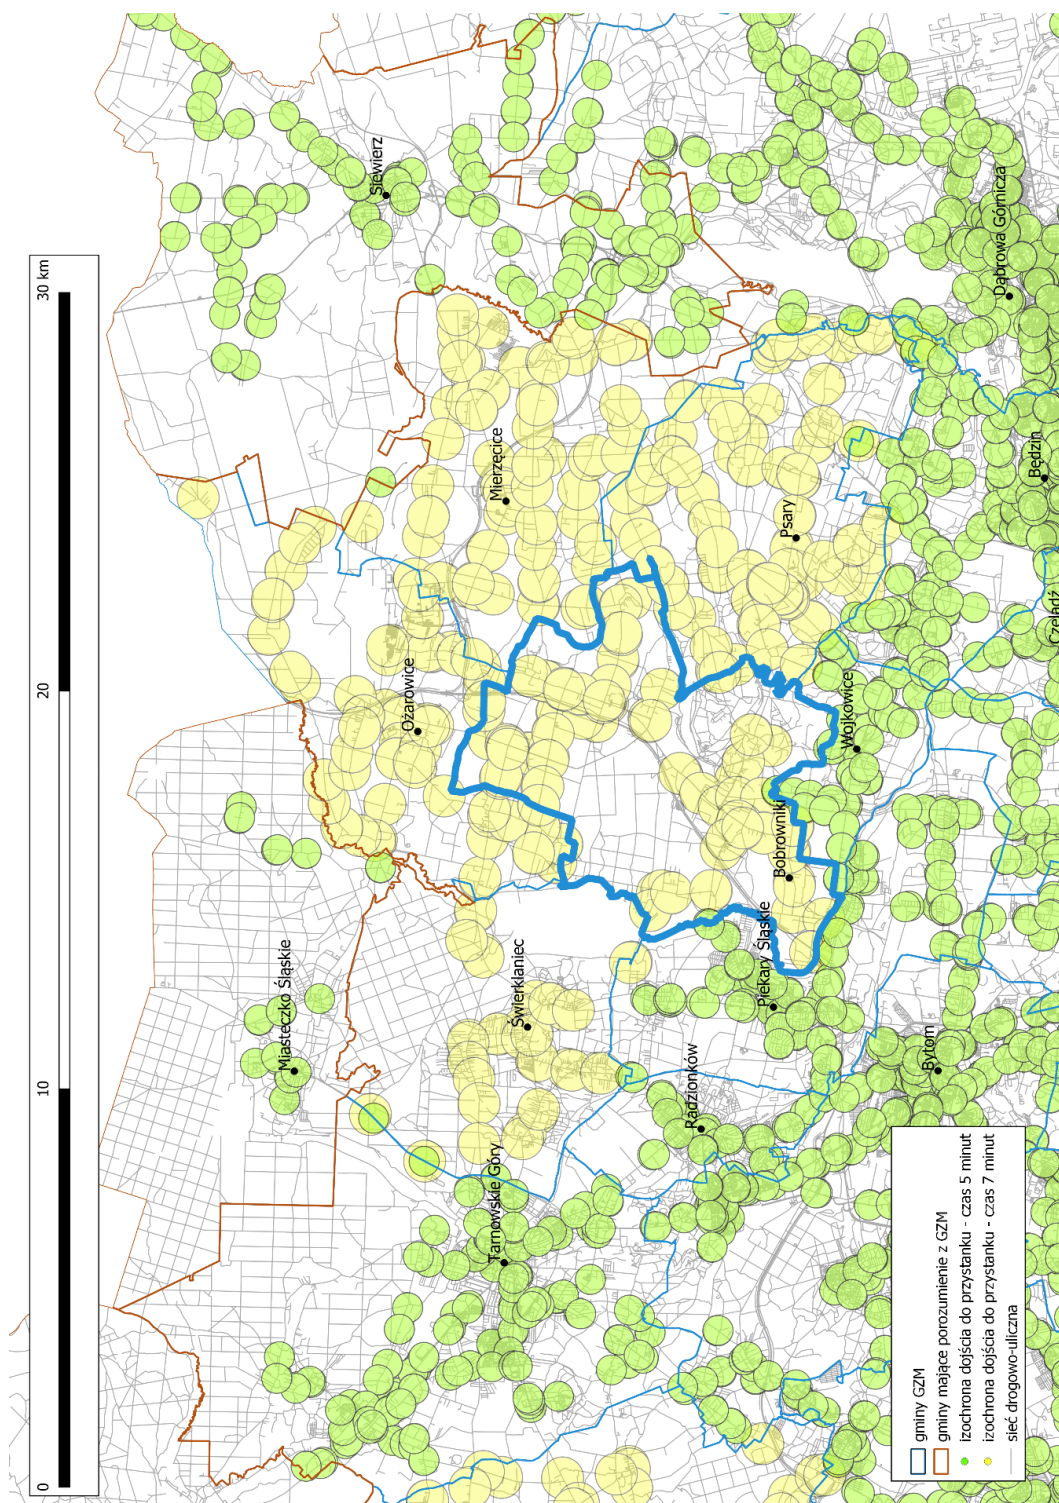 0
10
20
30 km
Siewierz
Miasteczko Śląskie
Ożarowice
Mierzęcice
Świerklaniec
Tarnowskie Góry
Radzionków
Piekary Śląskie
Bobrowniki
Psary
Wojkowice
Bytom
Dąbrowa Górnicza
Będzin
Czeladź
gminy GZM
gminy mające porozumienie z GZM
izochrona dojścia do przystanku - czas 5 minut
izochrona dojścia do przystanku - czas 7 minut
sieć drogowo-uliczna